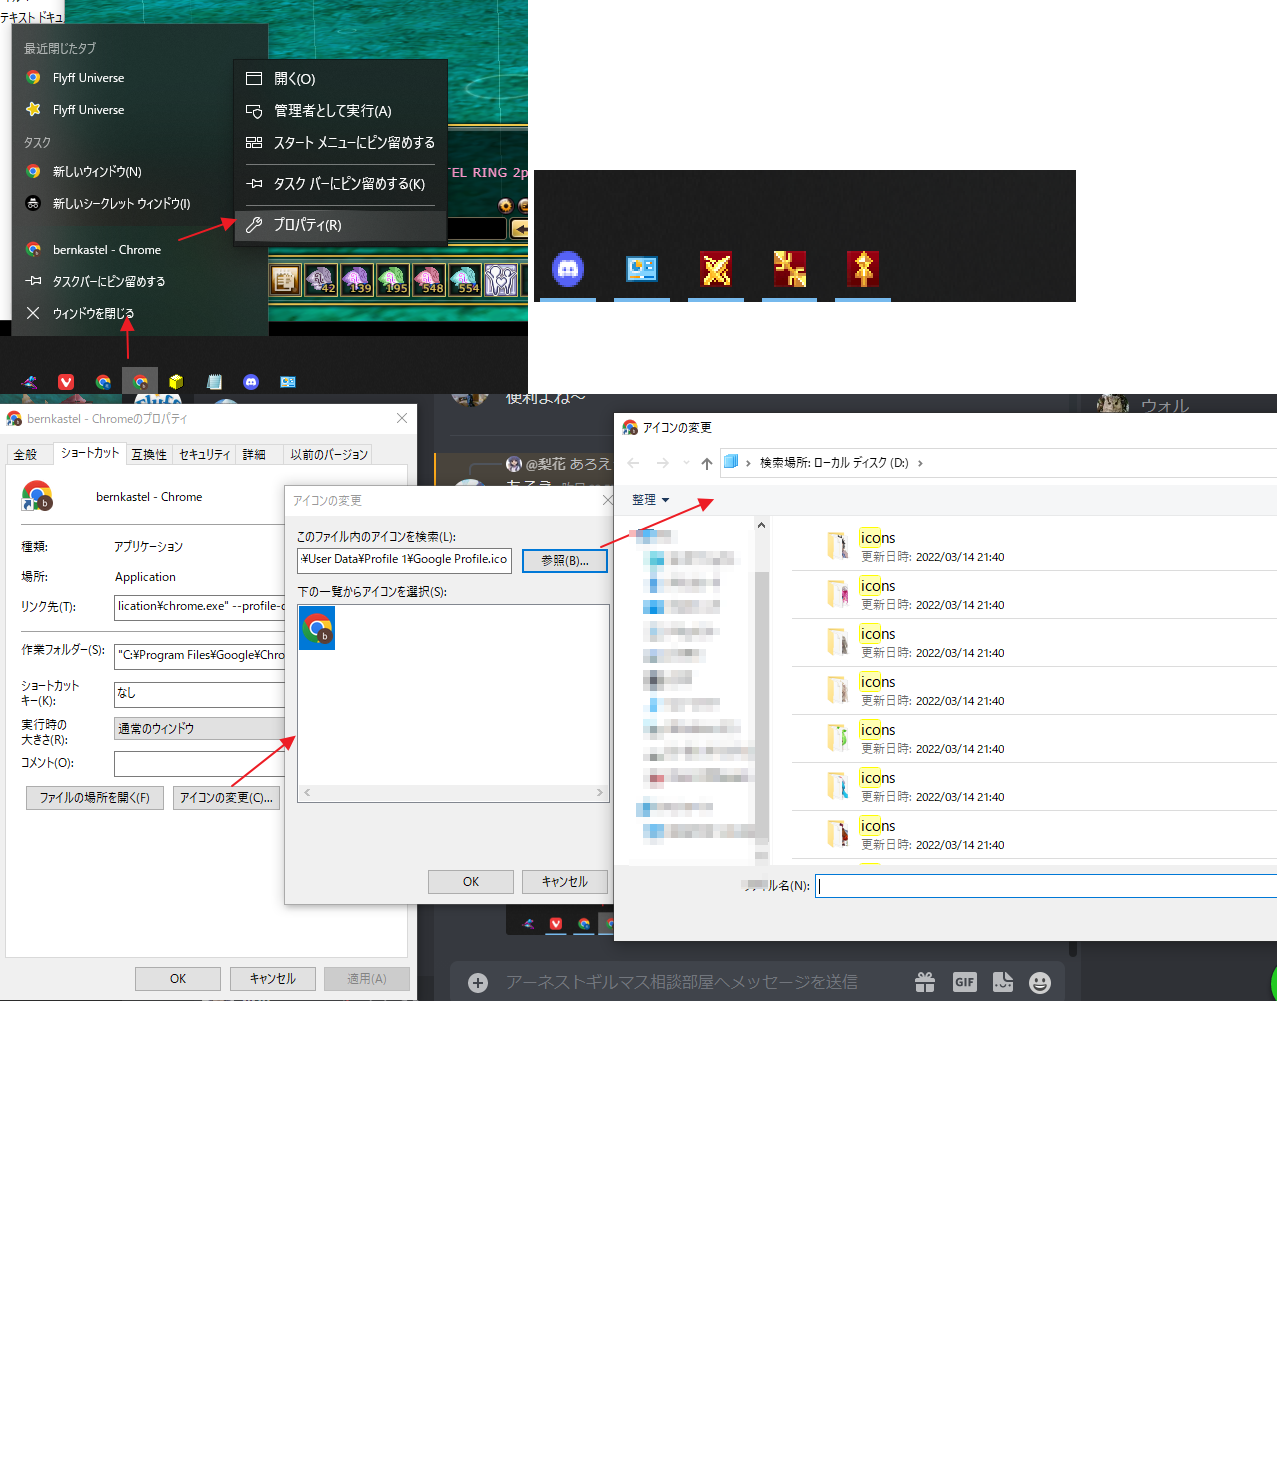 テキスト ドキュ
最近閉じたタブ
Flyff Universe
Flyff Universe
タスク
新しいウィンドウ(N)
新しいシークレット ウィンドウ(I)
bernkastel - Chrome
タスクバーにピン留めする
ウィンドウを閉じる
開く(O)
管理者として実行(A)
スタート メニューにピン留めする
タスク バーにピン留めする(K)
プロパティ(R)
TEL RING 2p
42
139
195
548
554
便利よね～
ウォル
@梨花 あろえ
bernkastel - Chromeのプロパティ
全般
ショートカット
互換性
セキュリティ
詳細
以前のバージョン
bernkastel - Chrome
種類:
アプリケーション
場所:
Application
リンク先(T):
lication¥chrome.exe" --profile-d
作業フォルダー(S):
"C:¥Program Files¥Google¥Chro
ショートカット
キー(K):
なし
実行時の
大きさ(R):
通常のウィンドウ
コメント(O):
ファイルの場所を開く(F)
アイコンの変更(C)...
OK
キャンセル
適用(A)
アイコンの変更
このファイル内のアイコンを検索(L):
¥User Data¥Profile 1¥Google Profile.ico
参照(B)...
下の一覧からアイコンを選択(S):
OK
キャンセル
アイコンの変更
検索場所: ローカル ディスク (D:)
整理
icons
更新日時: 2022/03/14 21:40
icons
更新日時: 2022/03/14 21:40
icons
更新日時: 2022/03/14 21:40
icons
更新日時: 2022/03/14 21:40
icons
更新日時: 2022/03/14 21:40
icons
更新日時: 2022/03/14 21:40
icons
更新日時: 2022/03/14 21:40
ル名(N):
アーネストギルマス相談部屋へメッセージを送信
GIF